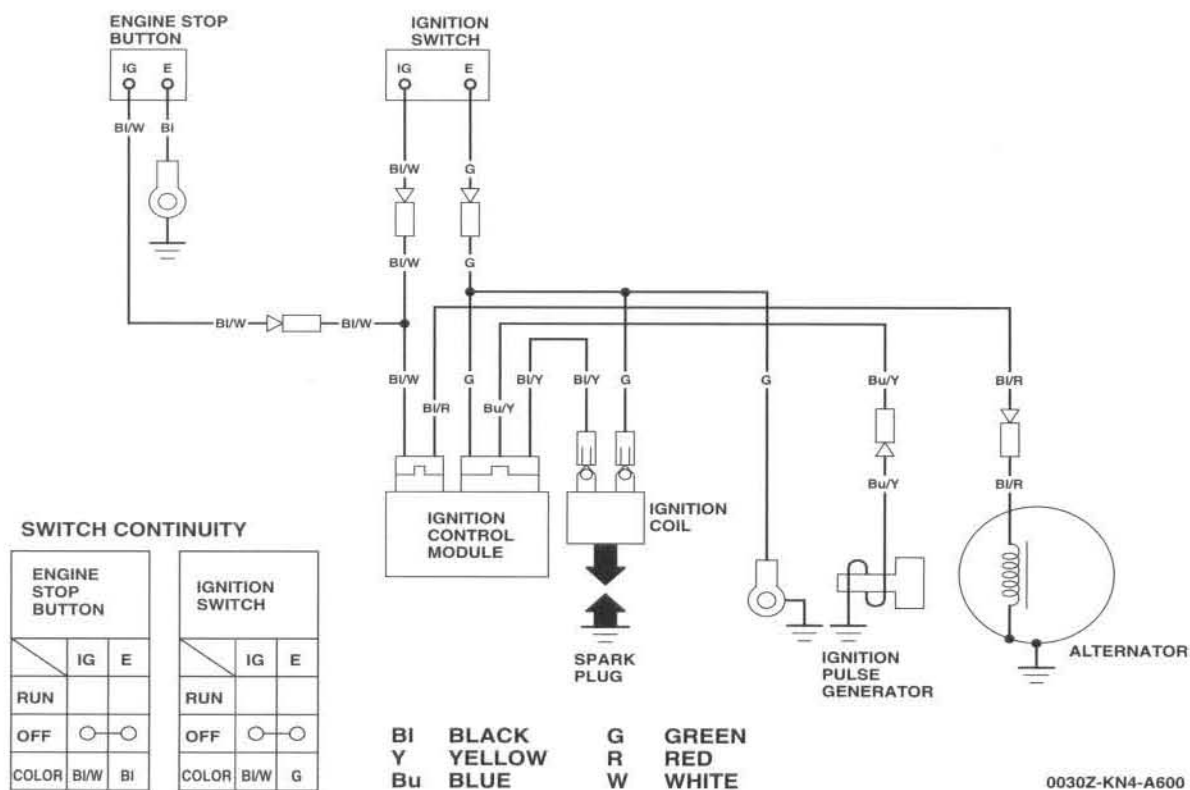 ENGINE STOP
BUTTON
IG E
Bl/W Bl
IGNITION
SWITCH
IG E
Bl/W G
Bl/W G
Bl/W Bl/W
Bl/W Bl/R G Bu/Y Bl/Y Bl/Y G G Bu/Y Bl/R
Bu/Y Bl/R
IGNITION
CONTROL
MODULE
IGNITION
COIL
SPARK
PLUG
IGNITION
PULSE
GENERATOR
ALTERNATOR
SWITCH CONTINUITY
ENGINE
STOP
BUTTON
IG E
RUN
OFF
COLOR Bl/W Bl
IGNITION
SWITCH
IG E
RUN
OFF
COLOR Bl/W G
Bl BLACK G GREEN
Y YELLOW R RED
Bu BLUE W WHITE
0030Z-KN4-A600